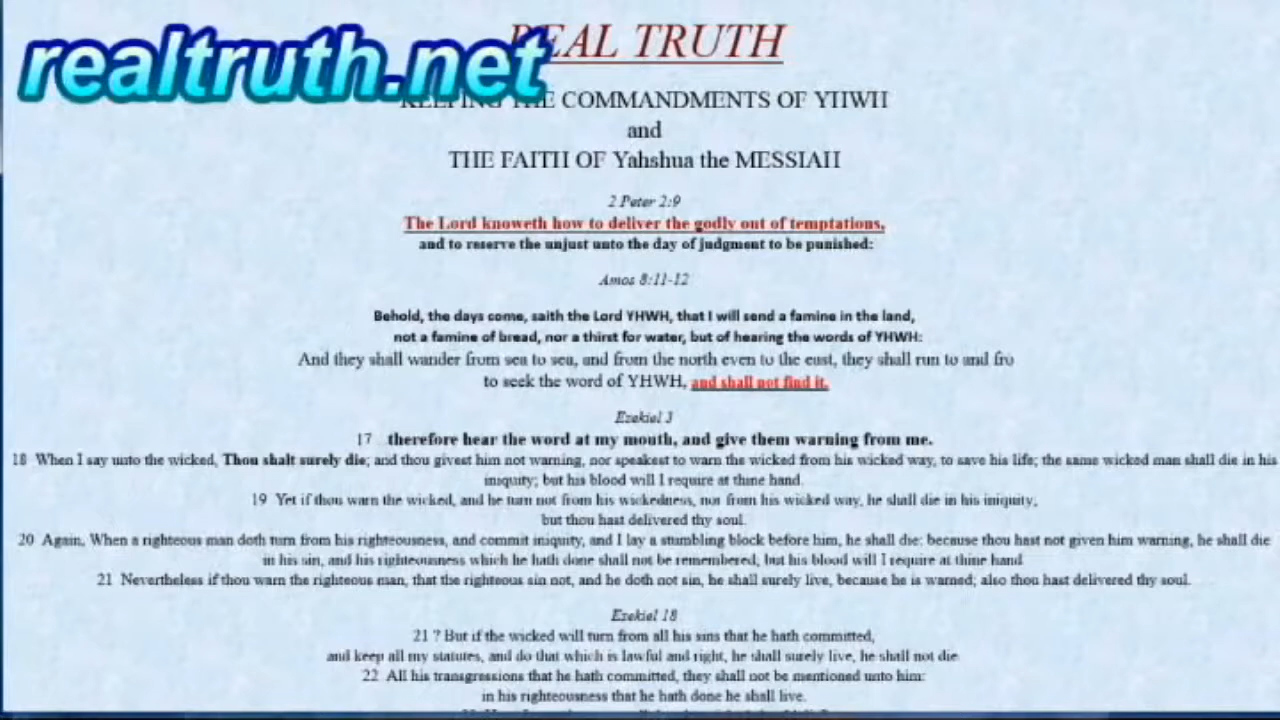 realtruth.net
REAL TRUTH
KEEPING THE COMMANDMENTS OF YHWH
and
THE FAITH OF Yahshua the MESSIAH
2 Peter 2:9
The Lord knoweth how to deliver the godly out of temptations,
and to reserve the unjust unto the day of judgment to be punished:
Amos 8:11-12
Behold, the days come, saith the Lord YHWH, that I will send a famine in the land,
not a famine of bread, nor a thirst for water, but of hearing the words of YHWH:
And they shall wander from sea to sea, and from the north even to the east, they shall run to and fro
to seek the word of YHWH, and shall not find it.
Ezekiel 3
17 therefore hear the word at my mouth, and give them warning from me.
18 When I say unto the wicked, Thou shalt surely die; and thou givest him not warning, nor speakest to warn the wicked from his wicked way, to save his life; the same wicked man shall die in his
iniquity; but his blood will I require at thine hand.
19 Yet if thou warn the wicked, and he turn not from his wickedness, nor from his wicked way, he shall die in his iniquity,
but thou hast delivered thy soul.
20 Again, When a righteous man doth turn from his righteousness, and commit iniquity, and I lay a stumbling block before him, he shall die: because thou hast not given him warning, he shall die
in his sin, and his righteousness which he hath done shall not be remembered; but his blood will I require at thine hand
21 Nevertheless if thou warn the righteous man, that the righteous sin not, and he doth not sin, he shall surely live, because he is warned; also thou hast delivered thy soul.
Ezekiel 18
21 ? But if the wicked will turn from all his sins that he hath committed,
and keep all my statutes, and do that which is lawful and right, he shall surely live, he shall not die
22 All his transgressions that he hath committed, they shall not be mentioned unto him:
in his righteousness that he hath done he shall live.